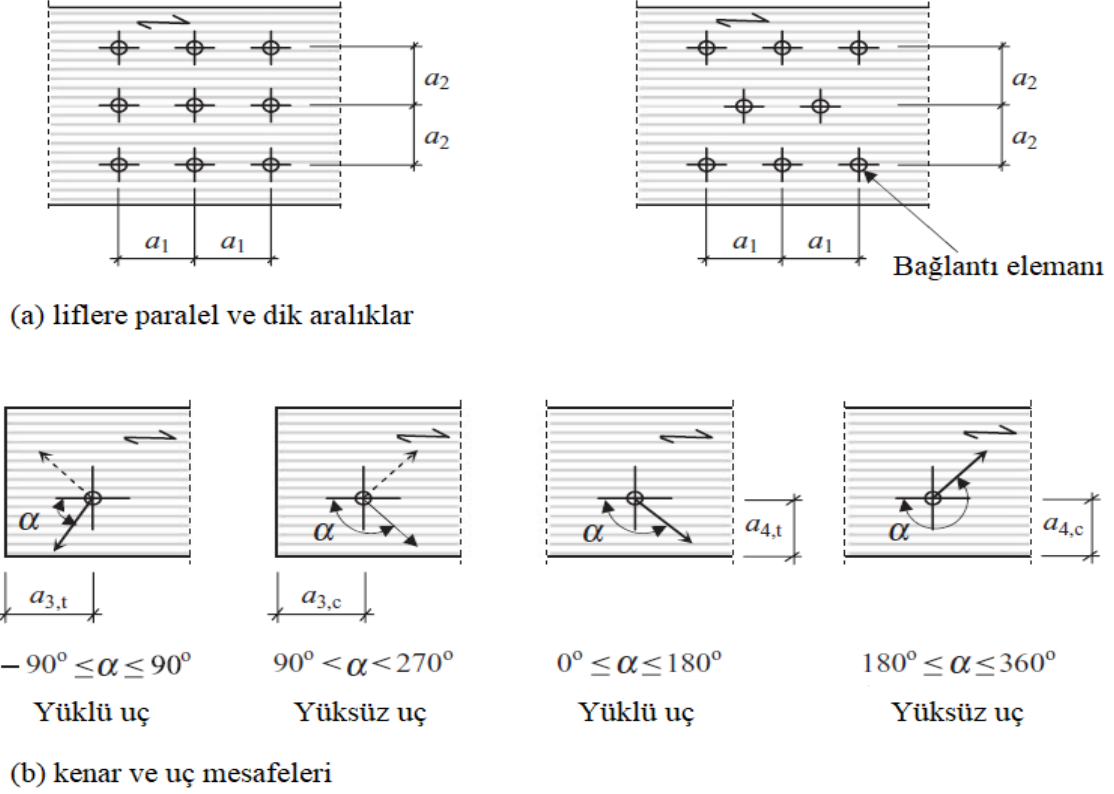 a2 a2
a2 a2
a1 a1 a1 a1
Bağlantı elemanı
(a) liflere paralel ve dik aralıklar
α α α α
a4,t a4,c
a3,t a3,c
− 90° ≤ α ≤ 90° 90° < α < 270° 0° ≤ α ≤ 180° 180° ≤ α ≤ 360°
Yüklü uç Yüksüz uç Yüklü uç Yüksüz uç
(b) kenar ve uç mesafeleri